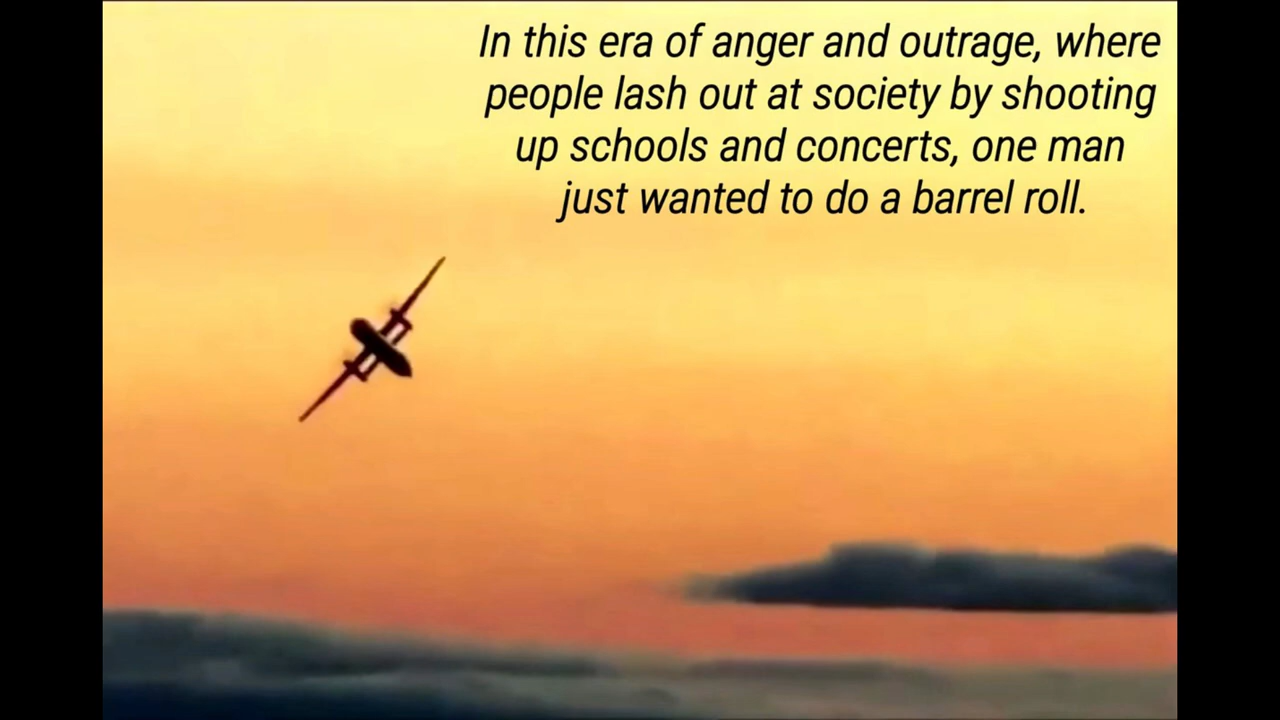 In this era of anger and outrage, where
people lash out at society by shooting
up schools and concerts, one man
just wanted to do a barrel roll.